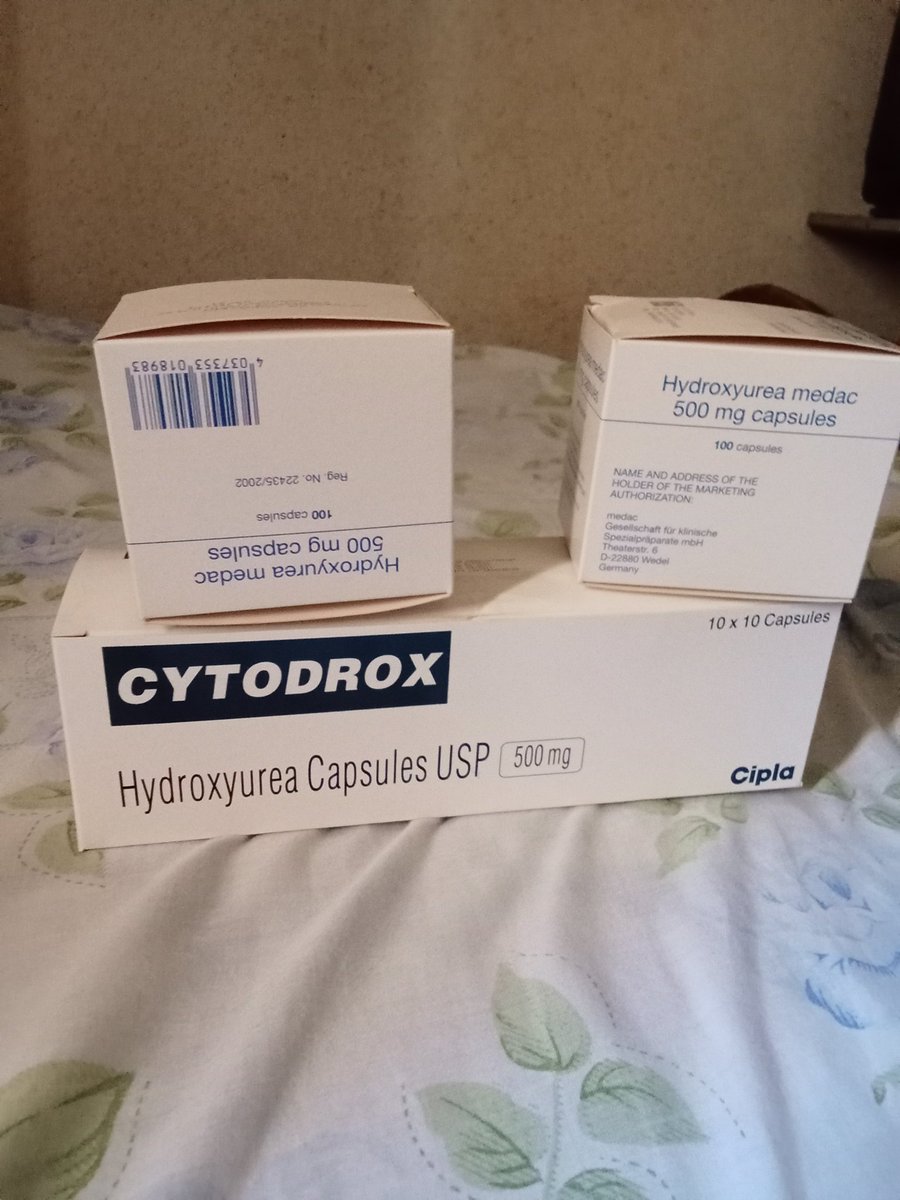 4 037353 018983
Reg. No. 22435/2002
100 capsules
500 mg capsules
Hydroxyurea medac
Hydroxyurea medac
500 mg capsules
100 capsules
NAME AND ADDRESS OF THE
HOLDER OF THE MARKETING
AUTHORIZATION:
medac
Gesellschaft für klinische
Spezialpräparate mbH
Theaterstr. 6
D-22880 Wedel
Germany
10 x 10 Capsules
CYTODROX
Hydroxyurea Capsules USP 500 mg
Cipla